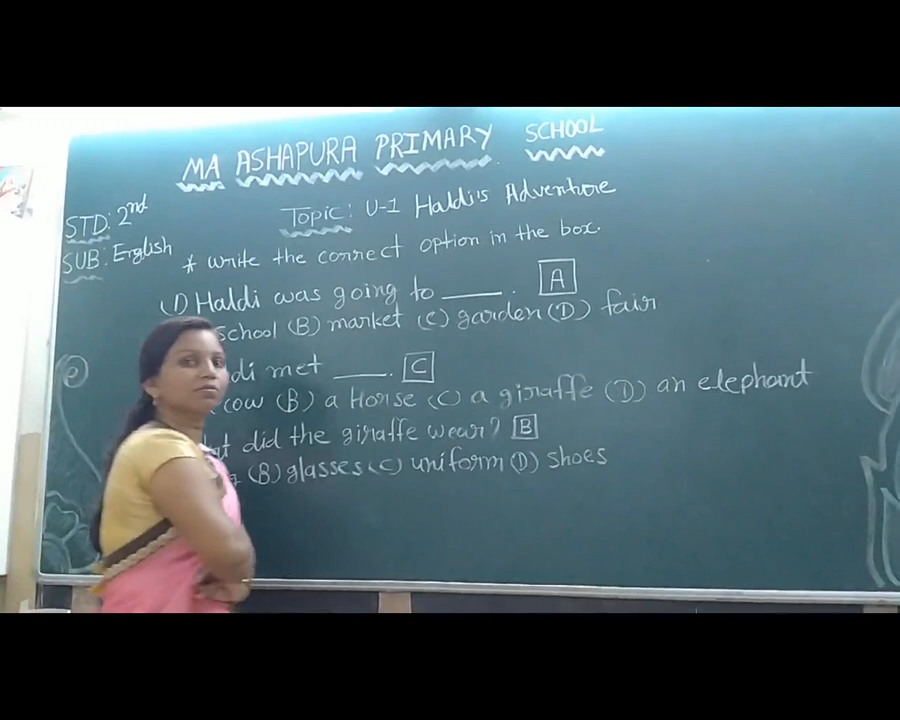 MA ASHAPURA PRIMARY SCHOOL
STD: 2nd
Topic: U-1 Haldi's Adventure
SUB: English
* write the correct option in the box.
(1) Haldi was going to ____. A
school (B) market (C) garden (D) fair
di met ____. C
cow (B) a Horse (C) a giraffe (D) an elephant
did the giraffe wear? B
(B) glasses (C) uniform (D) shoes